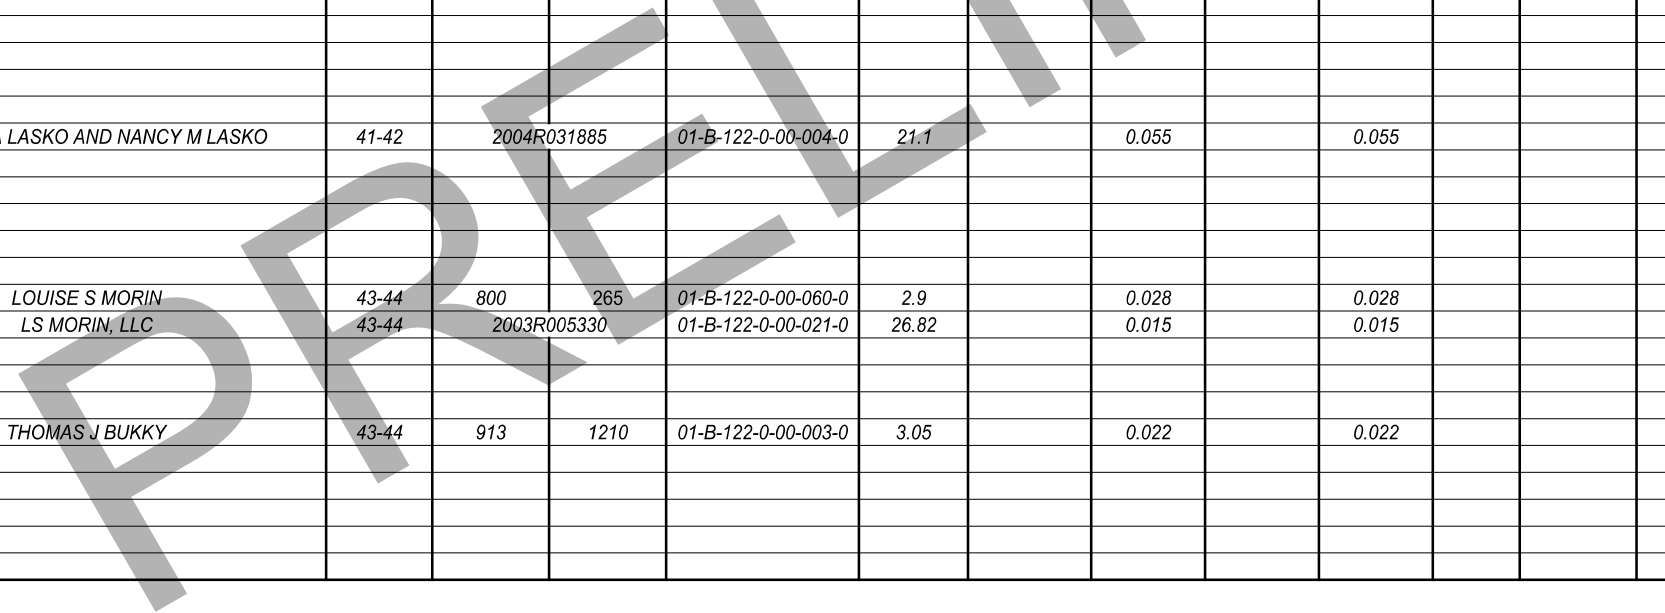 LASKO AND NANCY M LASKO 41-42 2004R031885 01-B-122-0-00-004-0 21.1 0.055 0.055
LOUISE S MORIN 43-44 800 265 01-B-122-0-00-060-0 2.9 0.028 0.028
LS MORIN, LLC 43-44 2003R005330 01-B-122-0-00-021-0 26.82 0.015 0.015
THOMAS J BUKKY 43-44 913 1210 01-B-122-0-00-003-0 3.05 0.022 0.022
PRELI